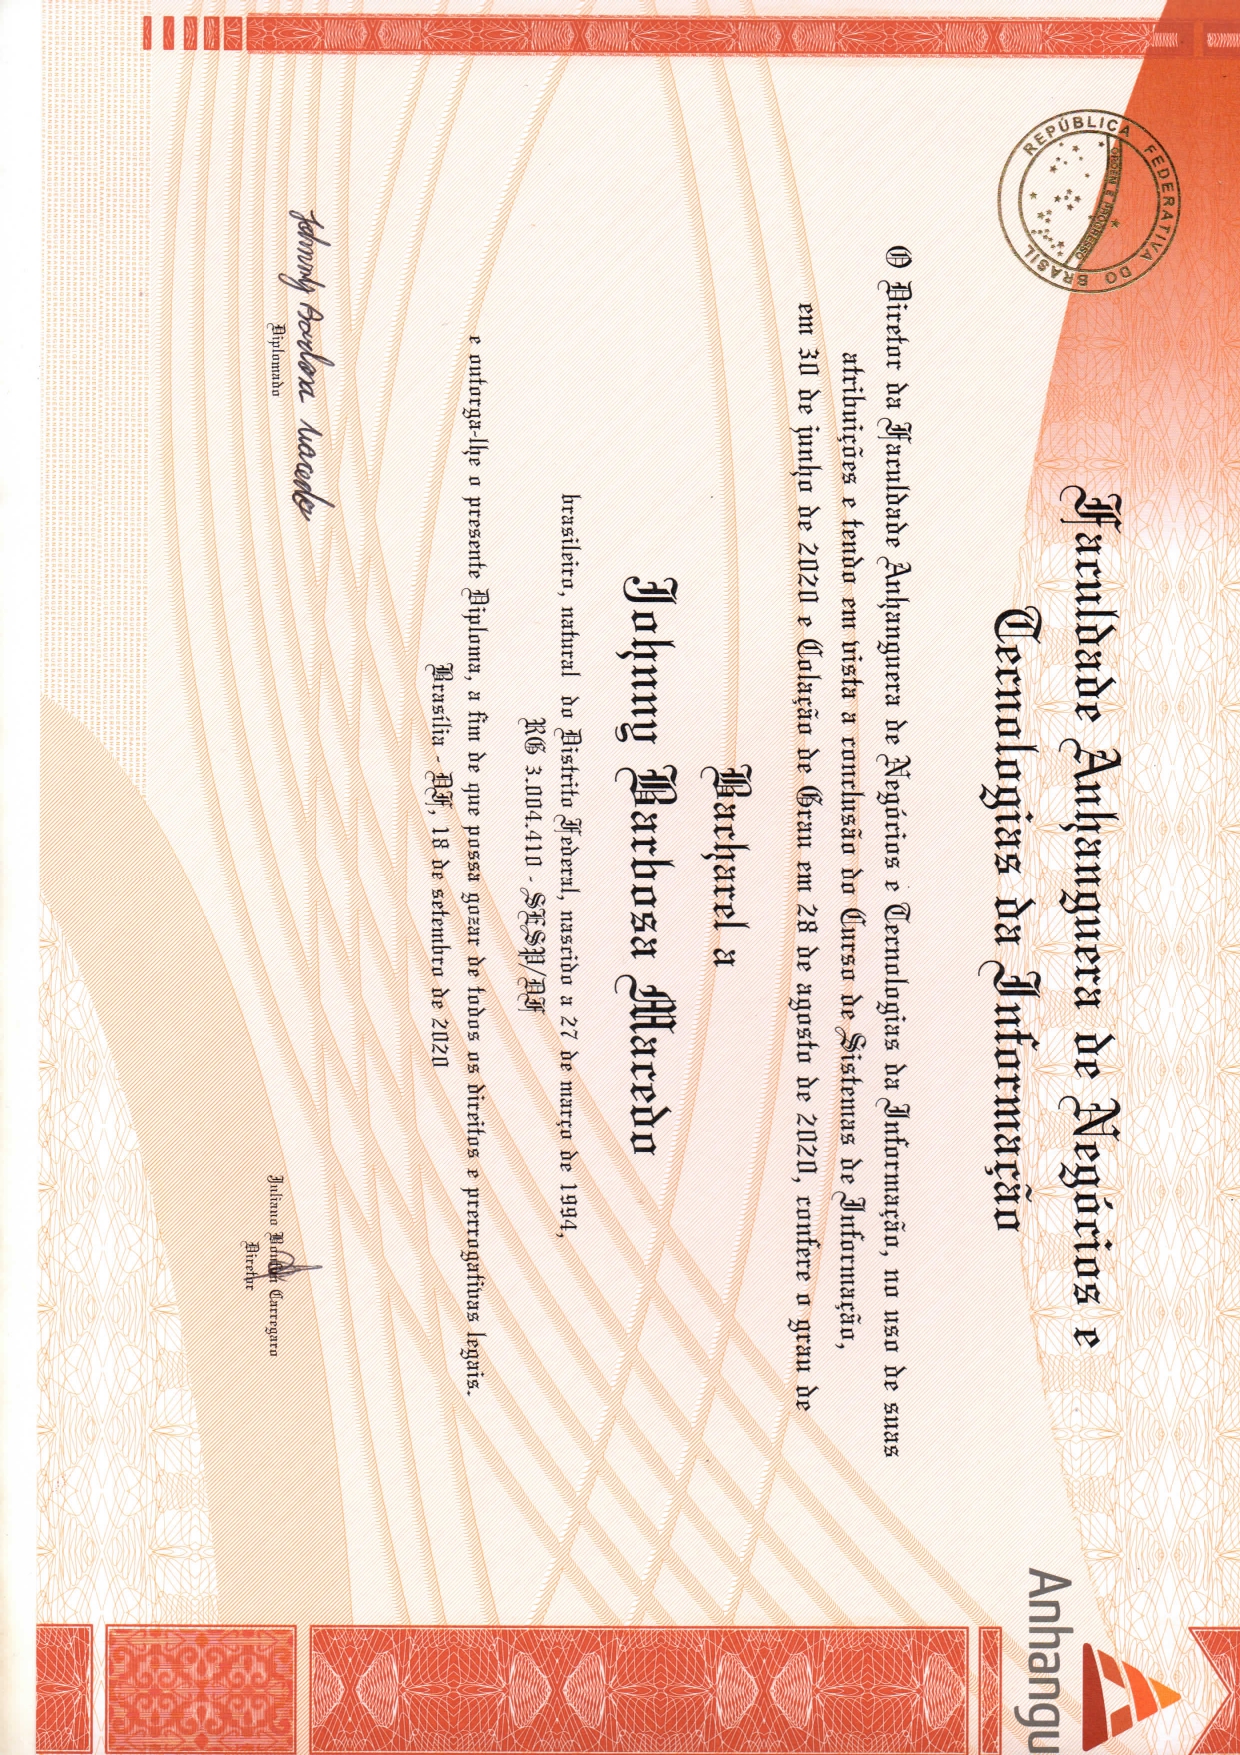 REPÚBLICA FEDERATIVA DO BRASIL
ORDEM E PROGRESSO
Anhangu
Faculdade Anhanguera de Negócios e
Tecnologias da Informação
O Diretor da Faculdade Anhanguera de Negócios e Tecnologias da Informação, no uso de suas
atribuições e tendo em vista a conclusão do Curso de Sistemas de Informação,
em 30 de junho de 2020 e Colação de Grau em 28 de agosto de 2020, confere o grau de
Bacharel a
Johnny Barbosa Macedo
brasileiro, natural do Distrito Federal, nascido a 27 de março de 1994,
RG 3.004.410 - SESP/DF
e outorga-lhe o presente Diploma, a fim de que possa gozar de todos os direitos e prerrogativas legais.
Brasília - DF, 18 de setembro de 2020
Johnny Barbosa Macedo
Diplomado
Juliano Bonfim Carregaro
Diretor